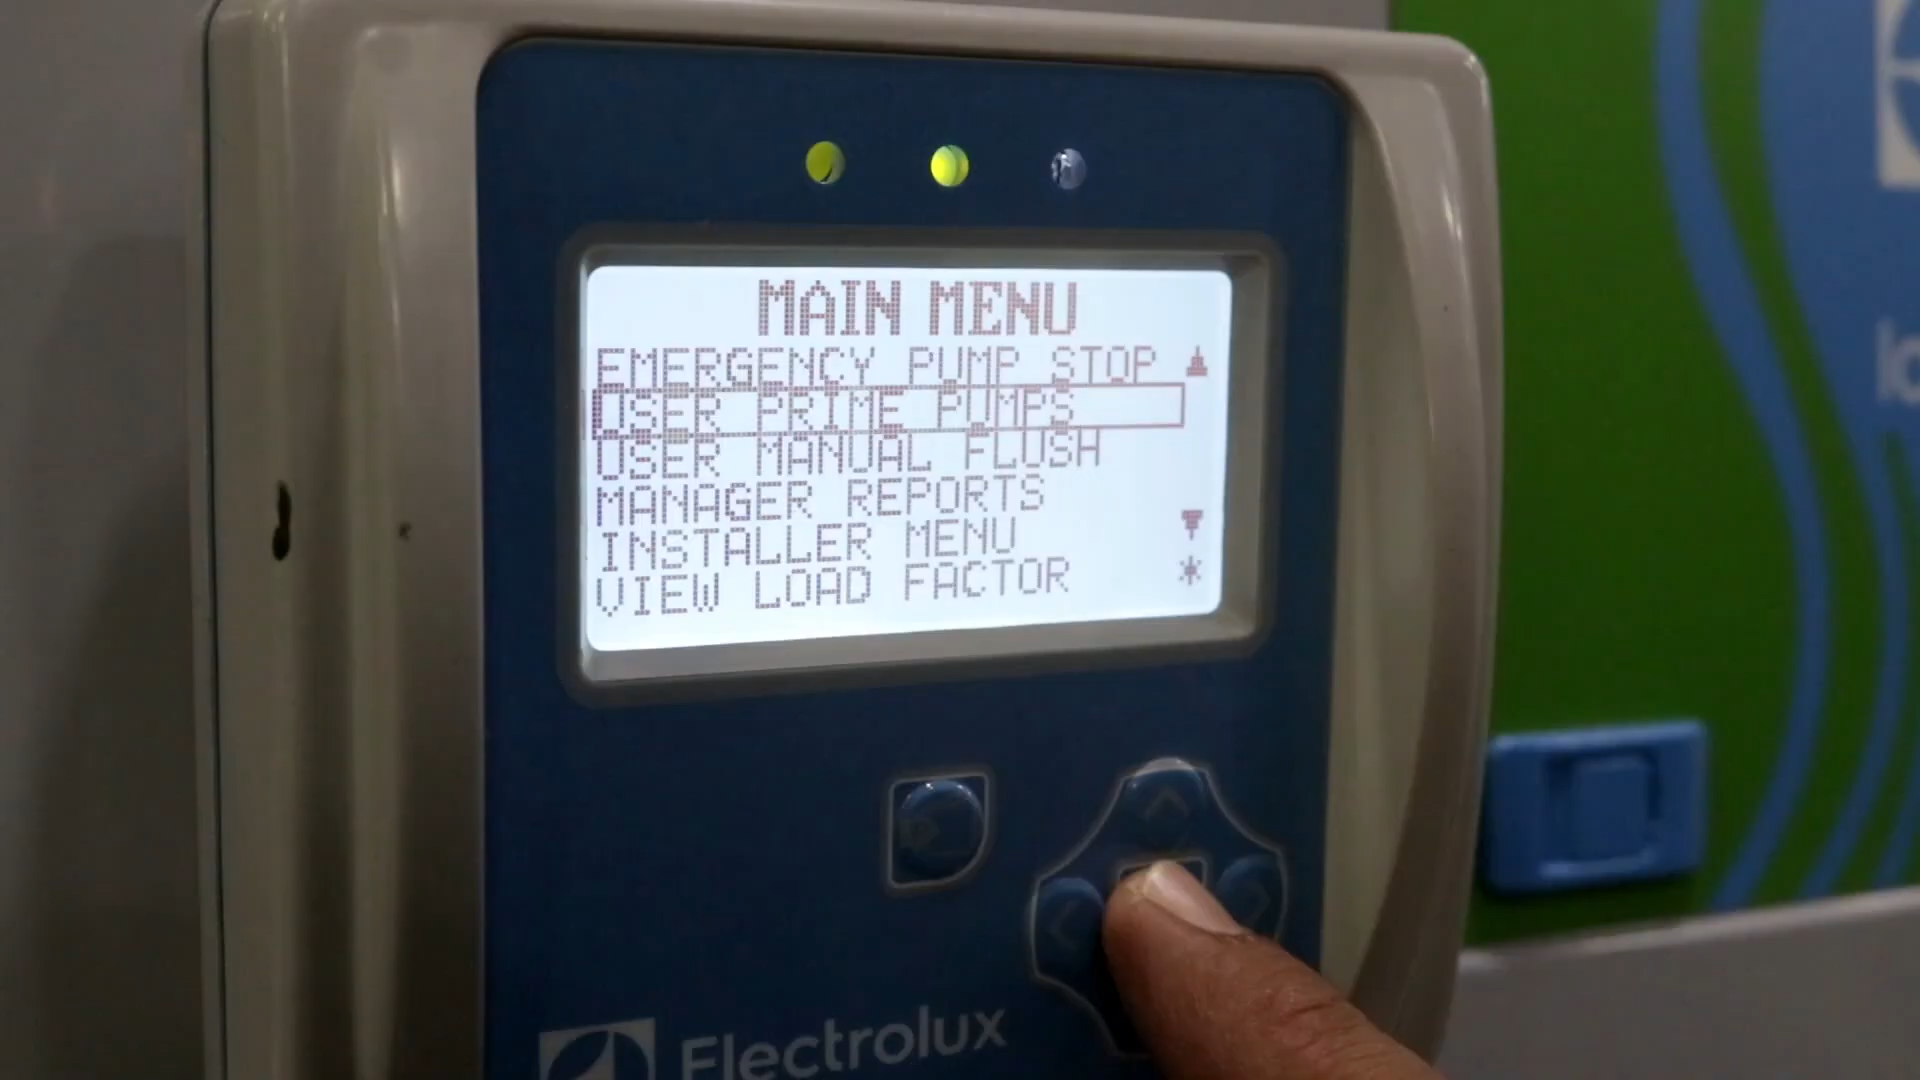 MAIN MENU
EMERGENCY PUMP STOP
USER PRIME PUMPS
USER MANUAL FLUSH
MANAGER REPORTS
INSTALLER MENU
VIEW LOAD FACTOR
Electrolux